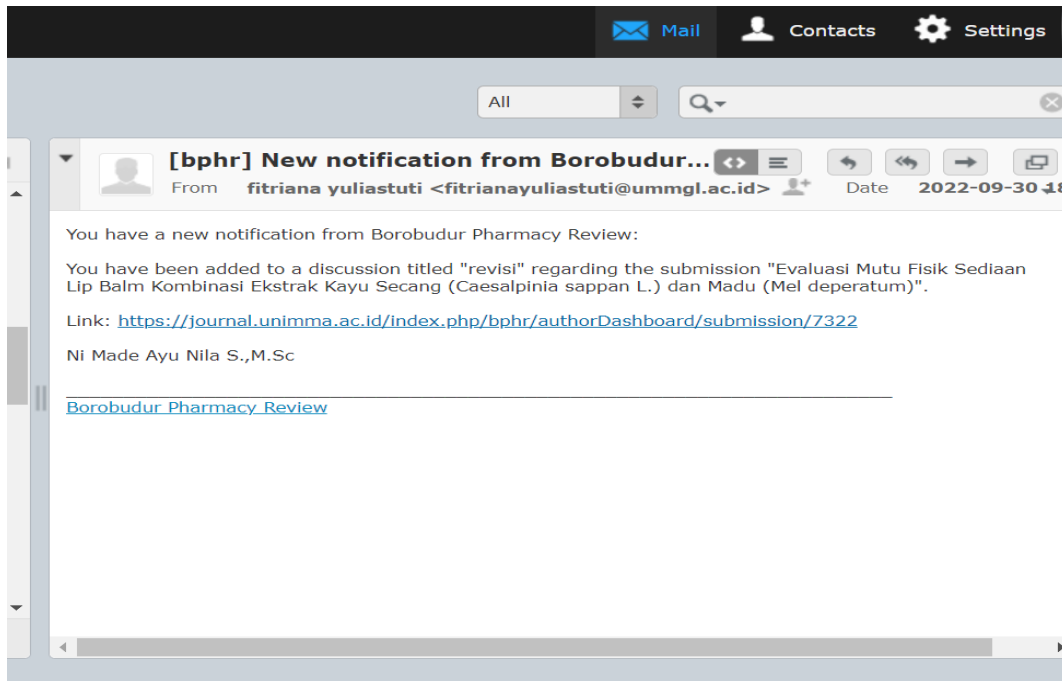 Mail Contacts Settings
All
[bphr] New notification from Borobudur...
From fitriana yuliastuti <fitrianayuliastuti@ummgl.ac.id> Date 2022-09-30 18
You have a new notification from Borobudur Pharmacy Review:
You have been added to a discussion titled "revisi" regarding the submission "Evaluasi Mutu Fisik Sediaan
Lip Balm Kombinasi Ekstrak Kayu Secang (Caesalpinia sappan L.) dan Madu (Mel deperatum)".
Link: https://journal.unimma.ac.id/index.php/bphr/authorDashboard/submission/7322
Ni Made Ayu Nila S.,M.Sc
Borobudur Pharmacy Review